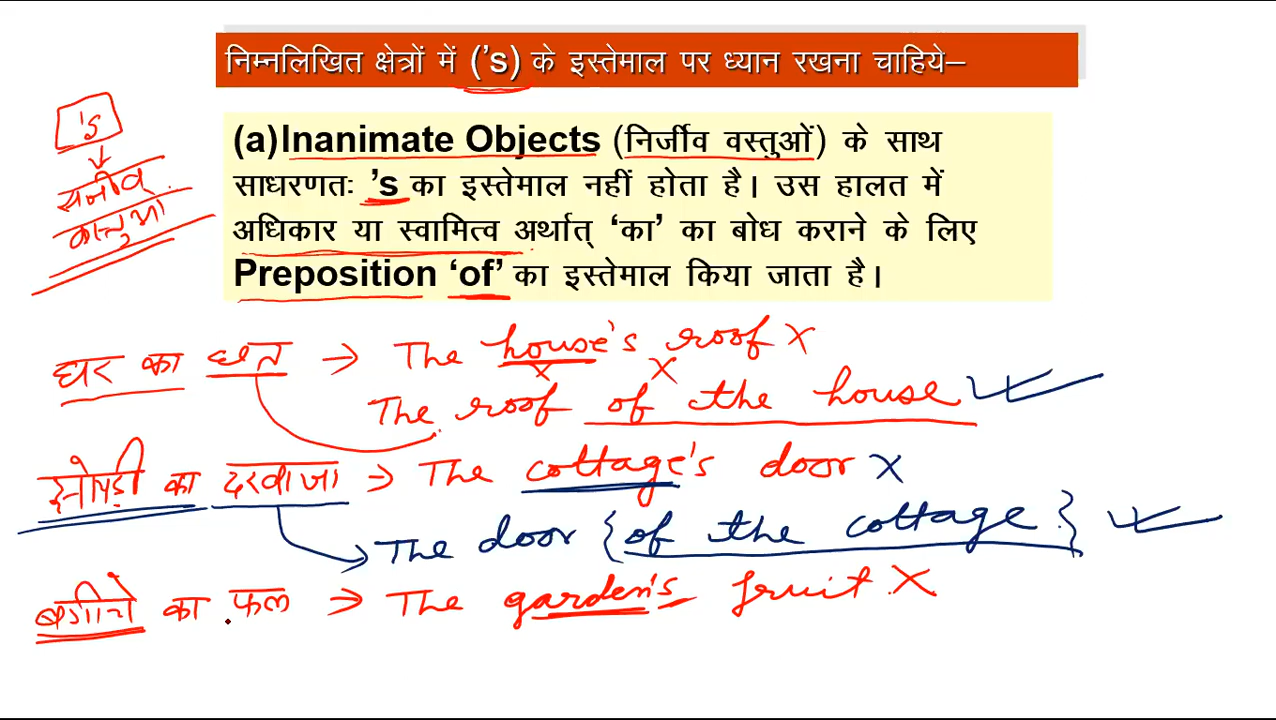 निम्नलिखित क्षेत्रों में ('s) के इस्तेमाल पर ध्यान रखना चाहिये–
(a)Inanimate Objects (निर्जीव वस्तुओं) के साथ
साधरणतः 's का इस्तेमाल नहीं होता है। उस हालत में
अधिकार या स्वामित्व अर्थात् 'का' का बोध कराने के लिए
Preposition 'of' का इस्तेमाल किया जाता है।
's
सजीव
वस्तुओं
घर का छत → The house's roof ×
The roof of the house
झोपड़ी का दरवाजा → The cottage's door ×
The door {of the cottage}
बगीचे का फल → The garden's fruit ×